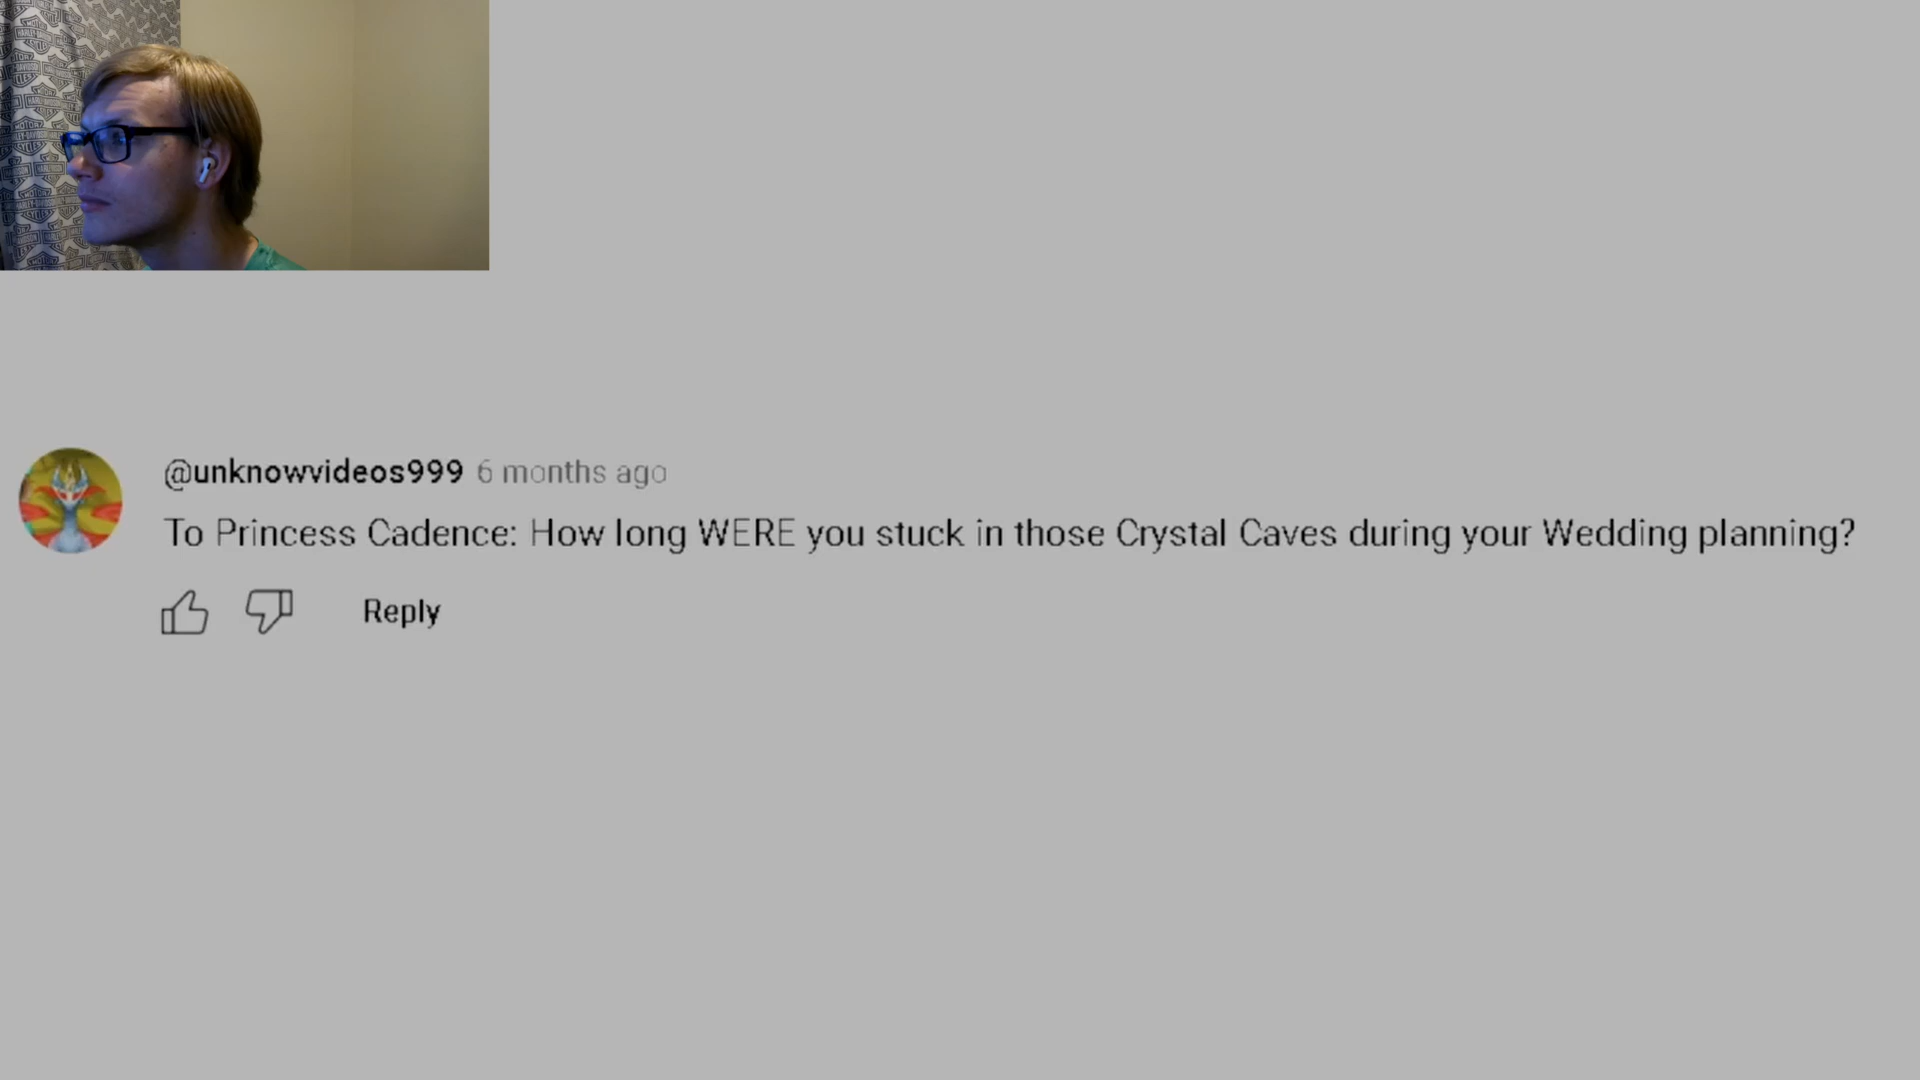 @unknowvideos999 6 months ago
To Princess Cadence: How long WERE you stuck in those Crystal Caves during your Wedding planning?
Reply